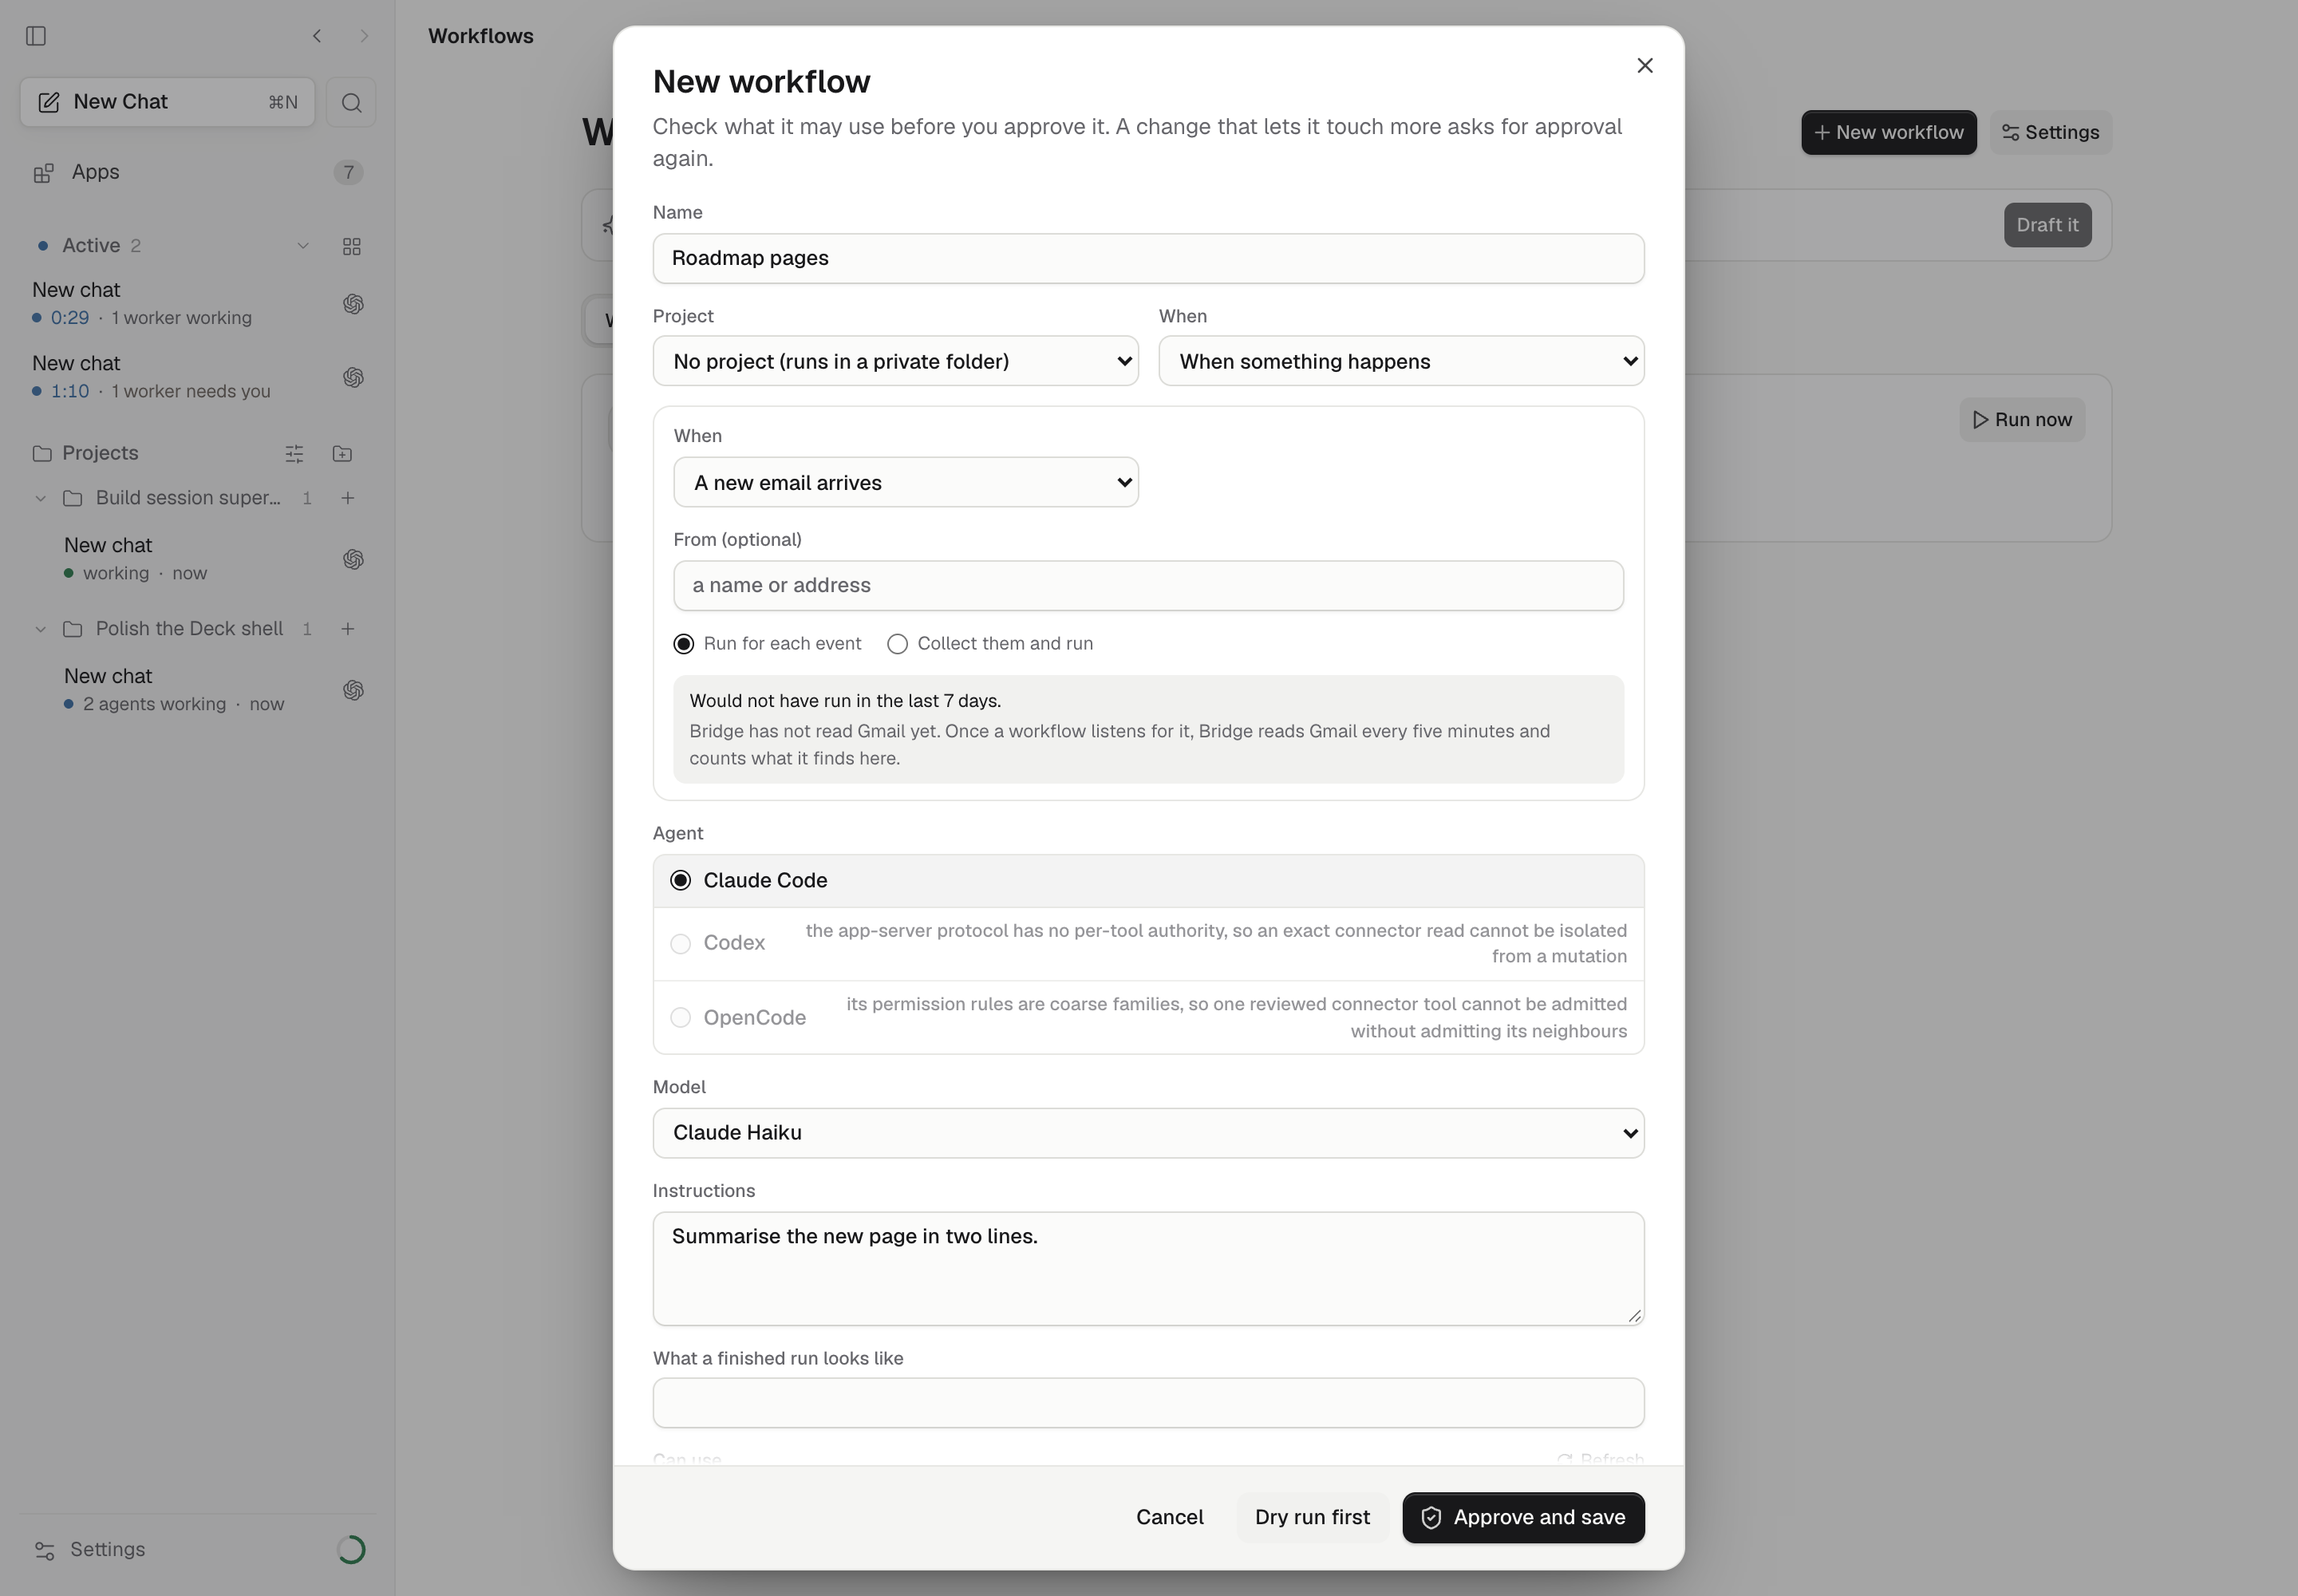 Workflows
New Chat
⌘N
Apps
7
Active 2
New chat
0:29 · 1 worker working
New chat
1:10 · 1 worker needs you
Projects
Build session super...
1
New chat
working · now
Polish the Deck shell
1
New chat
2 agents working · now
Settings
New workflow
Settings
Draft it
Run now
New workflow
Check what it may use before you approve it. A change that lets it touch more asks for approval
again.
Name
Roadmap pages
Project
When
No project (runs in a private folder)
When something happens
When
A new email arrives
From (optional)
a name or address
Run for each event
Collect them and run
Would not have run in the last 7 days.
Bridge has not read Gmail yet. Once a workflow listens for it, Bridge reads Gmail every five minutes and
counts what it finds here.
Agent
Claude Code
Codex
the app-server protocol has no per-tool authority, so an exact connector read cannot be isolated
from a mutation
OpenCode
its permission rules are coarse families, so one reviewed connector tool cannot be admitted
without admitting its neighbours
Model
Claude Haiku
Instructions
Summarise the new page in two lines.
What a finished run looks like
Can use
Refresh
Cancel
Dry run first
Approve and save